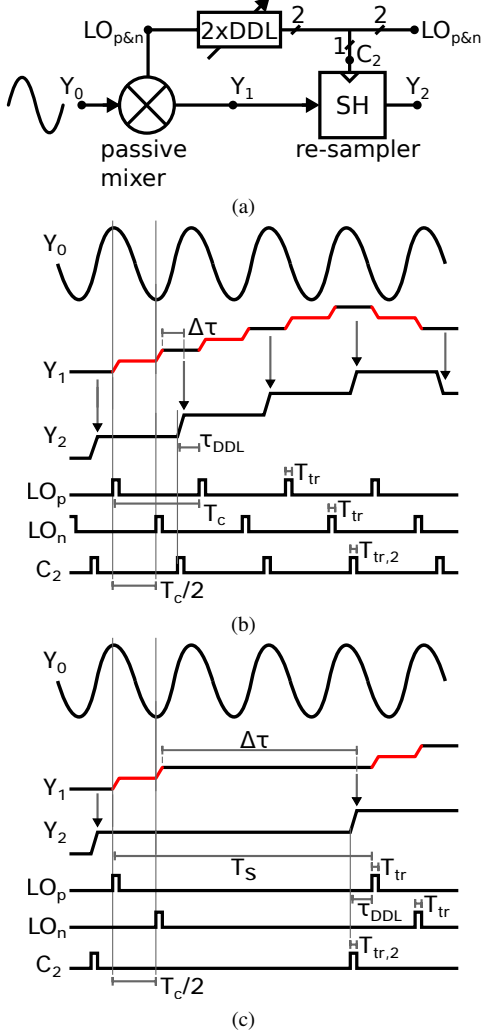 LOp&n 2xDDL 2 2 LOp&n
1 C2
Y0 Y1 SH Y2
passive mixer re-sampler
(a)
Y0
Δτ
Y1
Y2 τDDL
LOp Ttr
Tc
LOn Ttr
C2 Ttr,2
Tc/2
(b)
Y0
Δτ
Y1
Y2
TS
LOp Ttr
τDDL Ttr
LOn
C2 Ttr,2
Tc/2
(c)